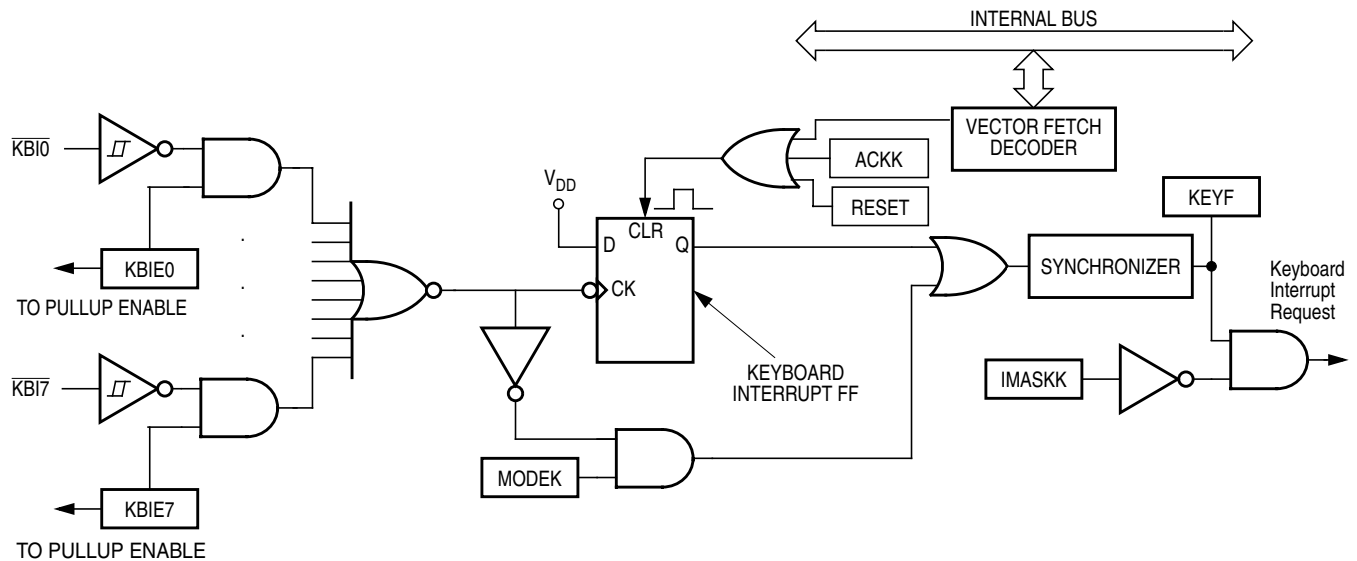 INTERNAL BUS
VECTOR FETCH
DECODER
KBI0
ACKK
RESET
VDD
KEYF
CLR
D
Q
CK
SYNCHRONIZER
KBIE0
TO PULLUP ENABLE
Keyboard
Interrupt
Request
KBI7
KEYBOARD
INTERRUPT FF
IMASKK
MODEK
KBIE7
TO PULLUP ENABLE